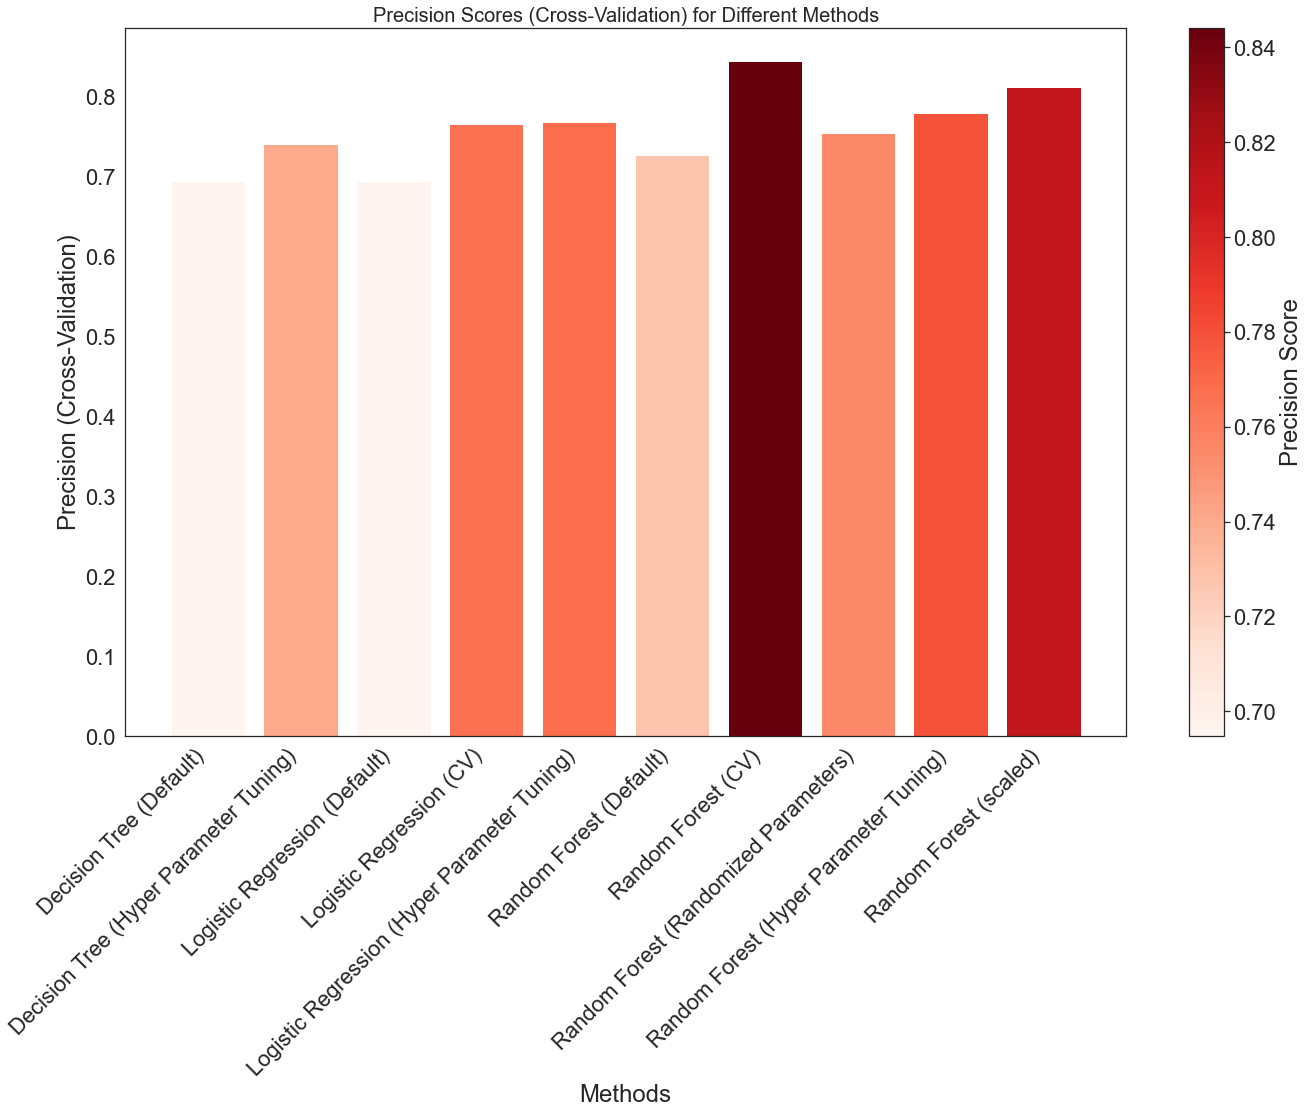 Precision Scores (Cross-Validation) for Different Methods
Precision (Cross-Validation)
0.8
0.7
0.6
0.5
0.4
0.3
0.2
0.1
0.0
Decision Tree (Default)
Decision Tree (Hyper Parameter Tuning)
Logistic Regression (Default)
Logistic Regression (CV)
Logistic Regression (Hyper Parameter Tuning)
Random Forest (Default)
Random Forest (CV)
Random Forest (Randomized Parameters)
Random Forest (Hyper Parameter Tuning)
Random Forest (scaled)
Methods
0.84
0.82
0.80
0.78
0.76
0.74
0.72
0.70
Precision Score